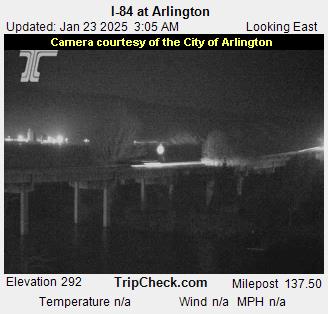 I-84 at Arlington
Updated: Jan 23 2025 3:05 AM Looking East
Camera courtesy of the City of Arlington
Elevation 292 TripCheck.com Milepost 137.50
Temperature n/a Wind n/a MPH n/a